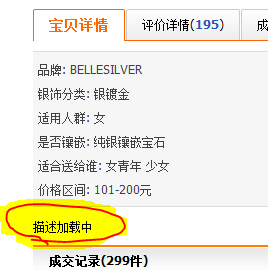 宝贝详情 评价详情(195) 成
品牌: BELLESILVER
银饰分类: 银镀金
适用人群: 女
是否镶嵌: 纯银镶嵌宝石
适合送给谁: 女青年 少女
价格区间: 101-200元
描述加载中
成交记录(299件)